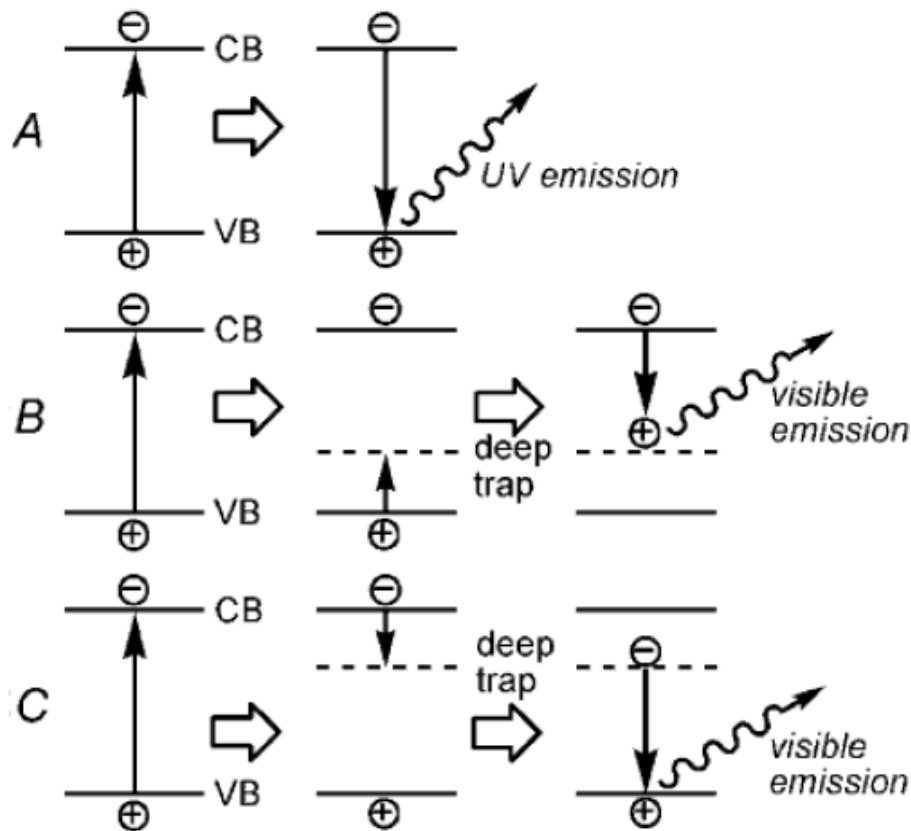 CB
A
UV emission
VB
CB
B
visible
emission
deep
trap
VB
CB
deep
trap
C
visible
emission
VB